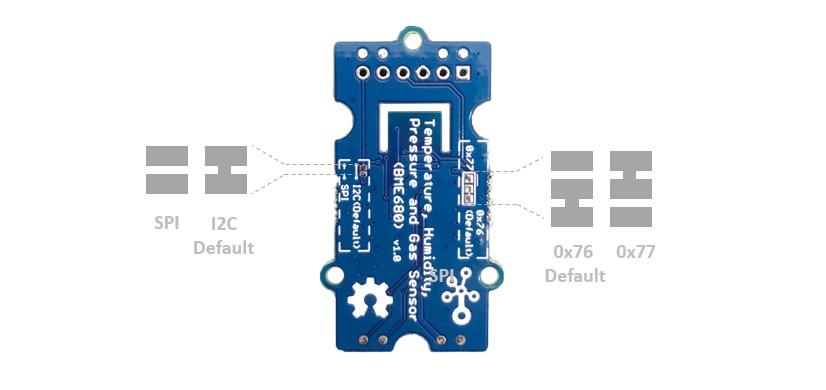 SPI
I2C
Default
SPI
I2C(Default)
Temperature, Humidity,
Pressure and Gas Sensor
(BME680) v1.0
0x77
0x76
(Default)
SPI
0x76
Default
0x77